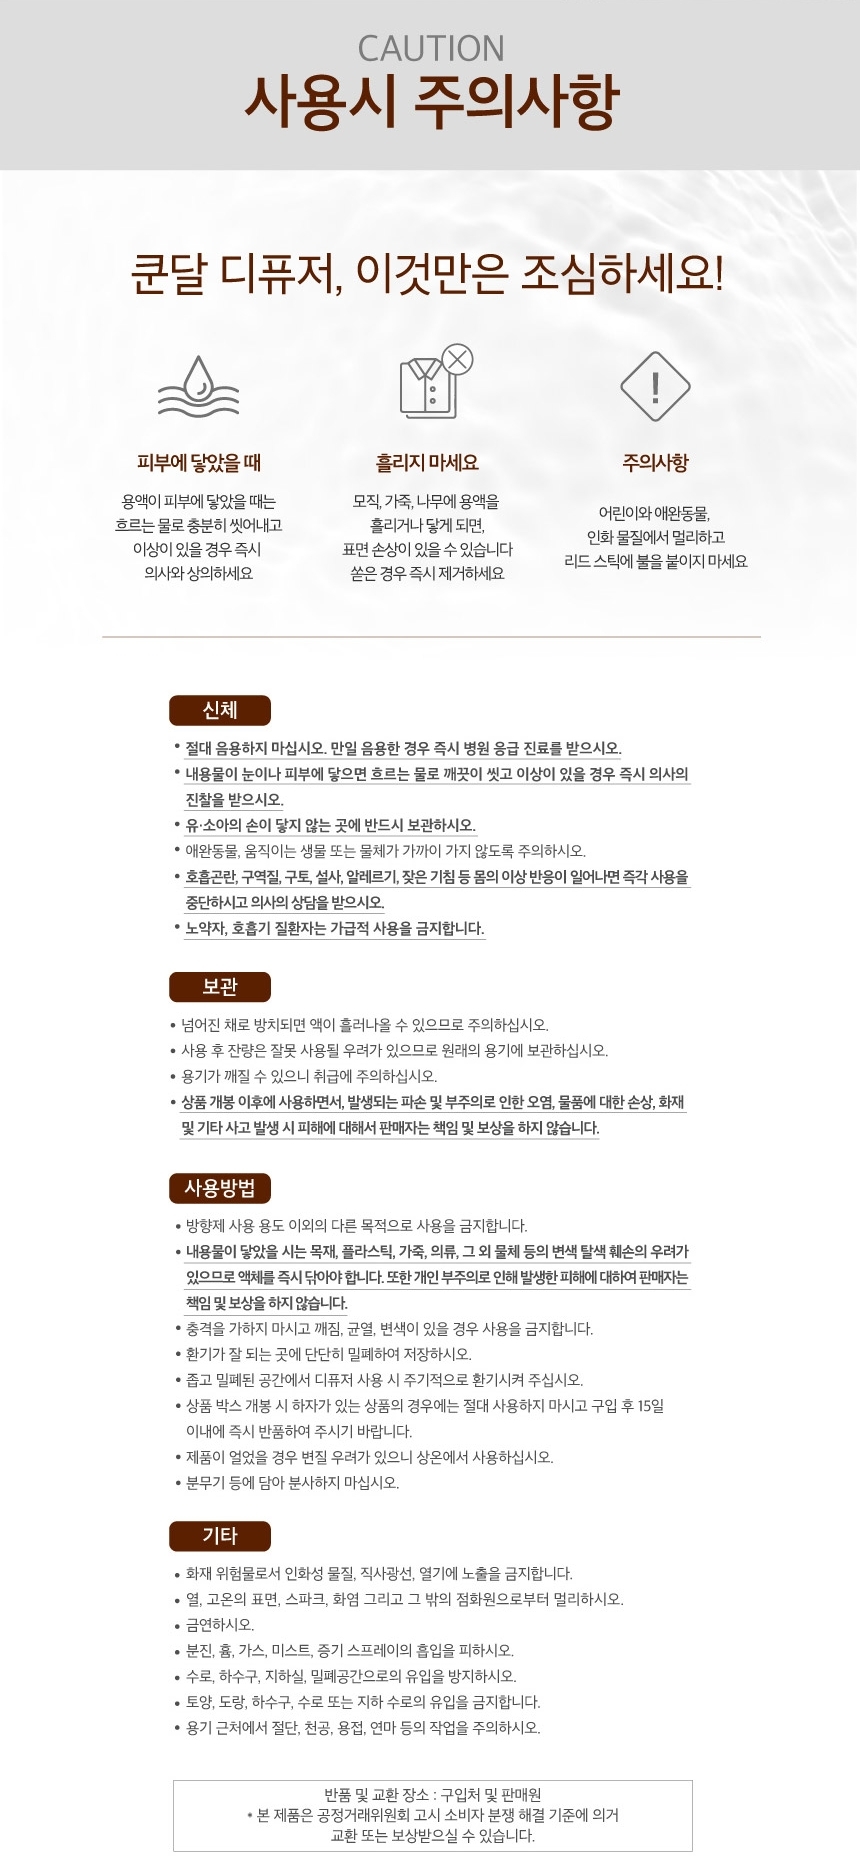 CAUTION
사용시 주의사항
쿤달 디퓨저, 이것만은 조심하세요!
피부에 닿았을 때
용액이 피부에 닿았을 때는
흐르는 물로 충분히 씻어내고
이상이 있을 경우 즉시
의사와 상의하세요
흘리지 마세요
모직, 가죽, 나무에 용액을
흘리거나 닿게 되면,
표면 손상이 있을 수 있습니다
쏟은 경우 즉시 제거하세요
!
주의사항
어린이와 애완동물,
인화 물질에서 멀리하고
리드 스틱에 불을 붙이지 마세요
신체
• 절대 음용하지 마십시오. 만일 음용한 경우 즉시 병원 응급 진료를 받으시오.
• 내용물이 눈이나 피부에 닿으면 흐르는 물로 깨끗이 씻고 이상이 있을 경우 즉시 의사의
진찰을 받으시오.
• 유·소아의 손이 닿지 않는 곳에 반드시 보관하시오.
• 애완동물, 움직이는 생물 또는 물체가 가까이 가지 않도록 주의하시오.
• 호흡곤란, 구역질, 구토, 설사, 알레르기, 잦은 기침 등 몸의 이상 반응이 일어나면 즉각 사용을
중단하시고 의사의 상담을 받으시오.
• 노약자, 호흡기 질환자는 가급적 사용을 금지합니다.
보관
• 넘어진 채로 방치되면 액이 흘러나올 수 있으므로 주의하십시오.
• 사용 후 잔량은 잘못 사용될 우려가 있으므로 원래의 용기에 보관하십시오.
• 용기가 깨질 수 있으니 취급에 주의하십시오.
• 상품 개봉 이후에 사용하면서, 발생되는 파손 및 부주의로 인한 오염, 물품에 대한 손상, 화재
및 기타 사고 발생 시 피해에 대해서 판매자는 책임 및 보상을 하지 않습니다.
사용방법
• 방향제 사용 용도 이외의 다른 목적으로 사용을 금지합니다.
• 내용물이 닿았을 시는 목재, 플라스틱, 가죽, 의류, 그 외 물체 등의 변색 탈색 훼손의 우려가
있으므로 액체를 즉시 닦아야 합니다. 또한 개인 부주의로 인해 발생한 피해에 대하여 판매자는
책임 및 보상을 하지 않습니다.
• 충격을 가하지 마시고 깨짐, 균열, 변색이 있을 경우 사용을 금지합니다.
• 환기가 잘 되는 곳에 단단히 밀폐하여 저장하시오.
• 좁고 밀폐된 공간에서 디퓨저 사용 시 주기적으로 환기시켜 주십시오.
• 상품 박스 개봉 시 하자가 있는 상품의 경우에는 절대 사용하지 마시고 구입 후 15일
이내에 즉시 반품하여 주시기 바랍니다.
• 제품이 얼었을 경우 변질 우려가 있으니 상온에서 사용하십시오.
• 분무기 등에 담아 분사하지 마십시오.
기타
• 화재 위험물로서 인화성 물질, 직사광선, 열기에 노출을 금지합니다.
• 열, 고온의 표면, 스파크, 화염 그리고 그 밖의 점화원으로부터 멀리하시오.
• 금연하시오.
• 분진, 흄, 가스, 미스트, 증기 스프레이의 흡입을 피하시오.
• 수로, 하수구, 지하실, 밀폐공간으로의 유입을 방지하시오.
• 토양, 도랑, 하수구, 수로 또는 지하 수로의 유입을 금지합니다.
• 용기 근처에서 절단, 천공, 용접, 연마 등의 작업을 주의하시오.
반품 및 교환 장소 : 구입처 및 판매원
* 본 제품은 공정거래위원회 고시 소비자 분쟁 해결 기준에 의거
교환 또는 보상받으실 수 있습니다.